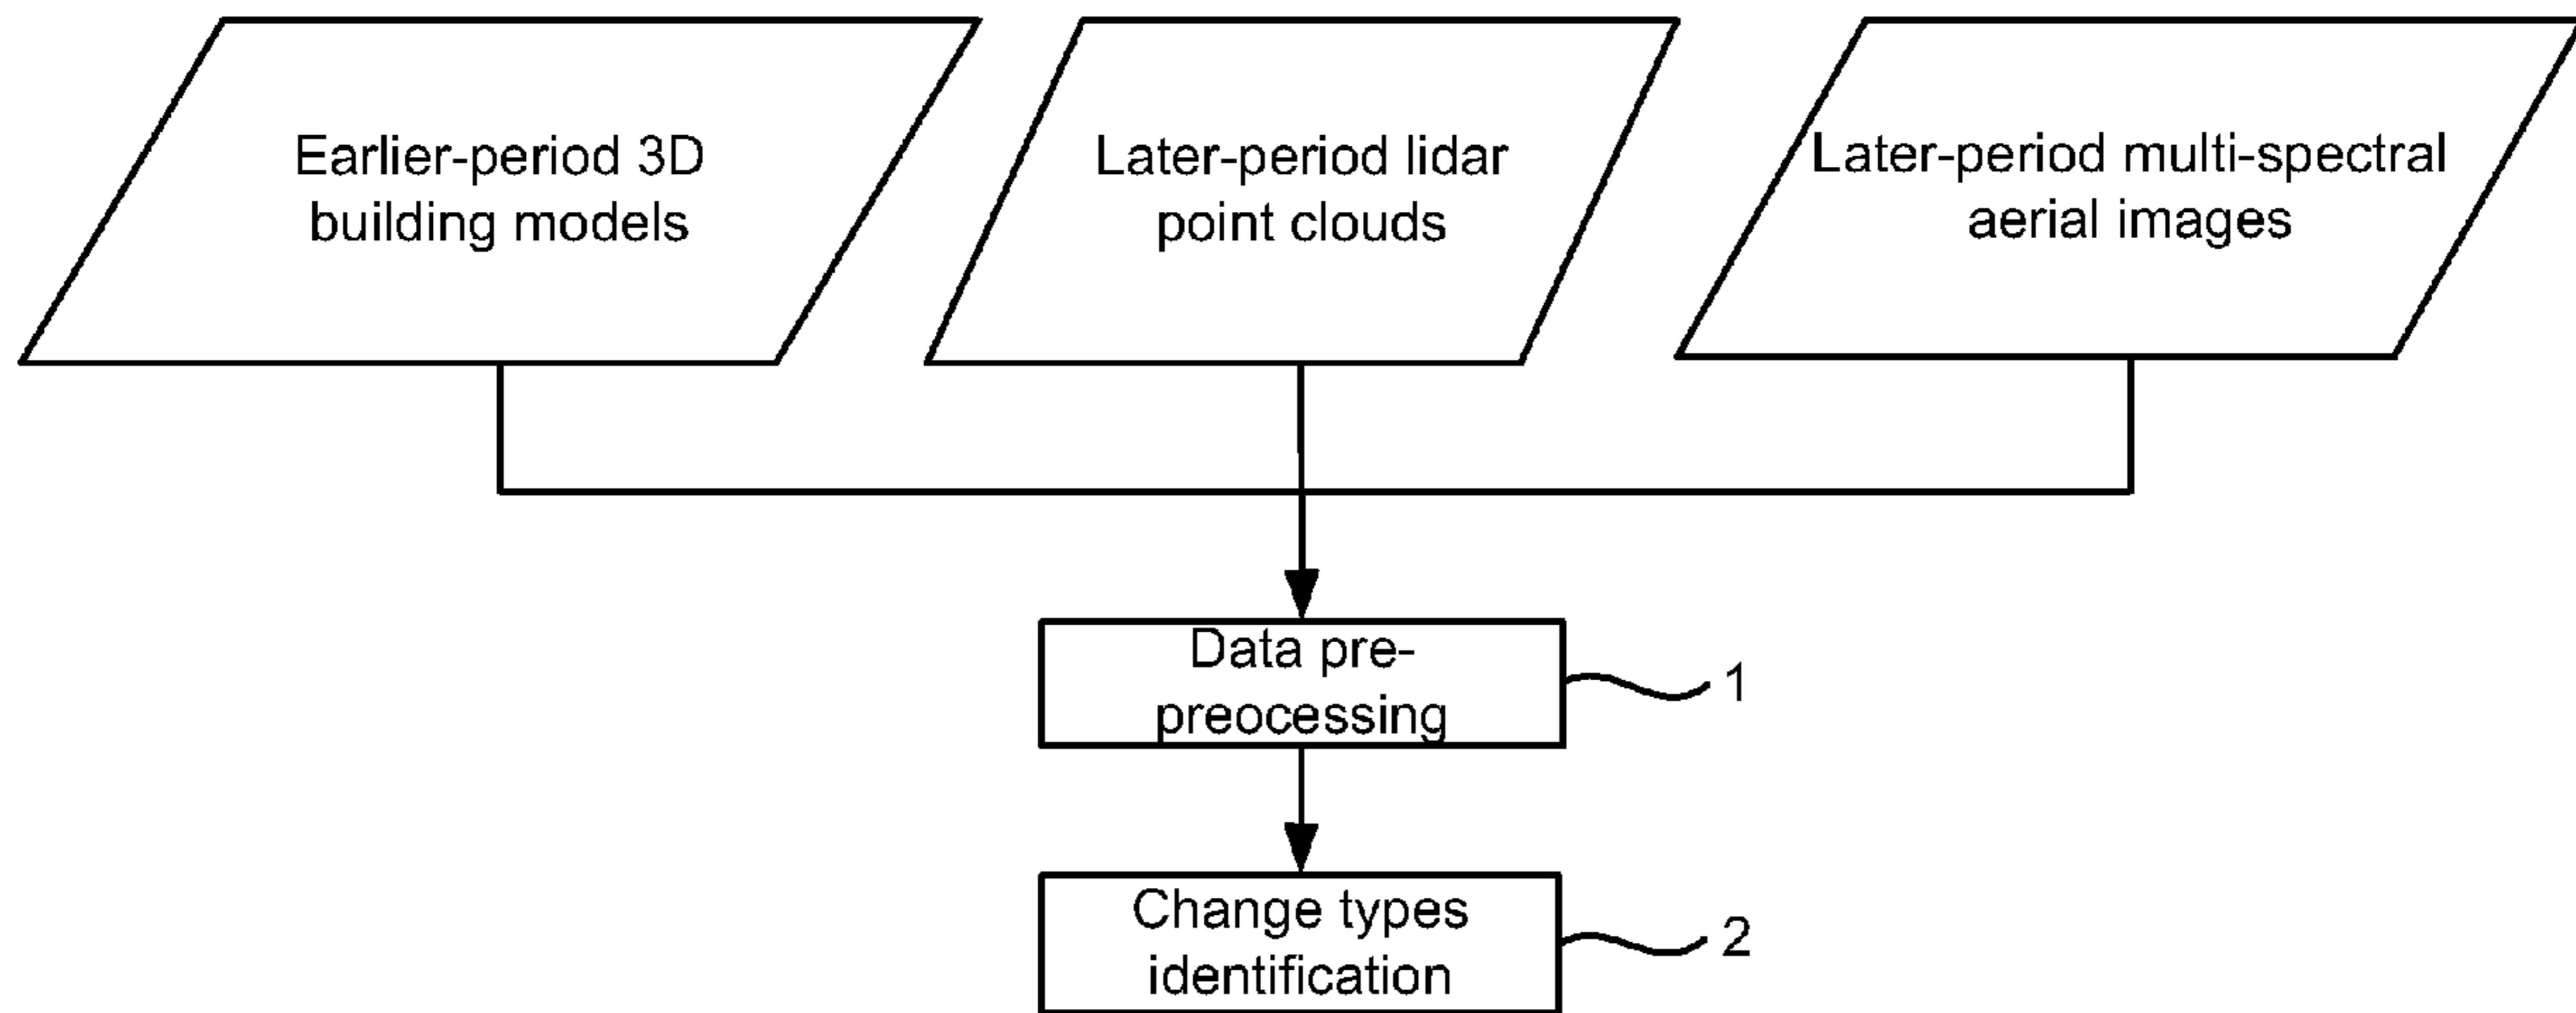 Earlier-period 3D
building models
Later-period lidar
point clouds
Later-period multi-spectral
aerial images
Data pre-
preocessing
1
Change types
identification
2